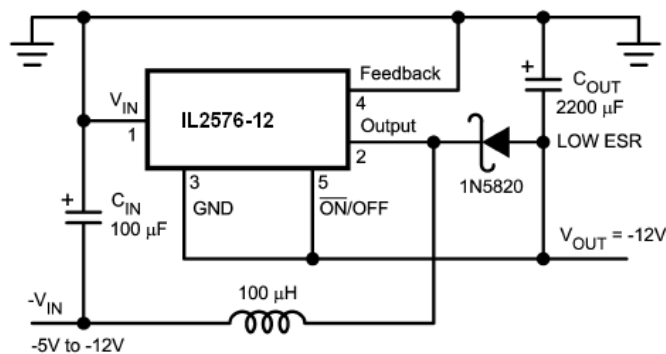 Feedback
4
+
C_OUT
2200 μF
V_IN
1
IL2576-12
Output
2
LOW ESR
1N5820
3
GND
5
ON/OFF
+
C_IN
100 μF
V_OUT = -12V
100 μH
-V_IN
-5V to -12V